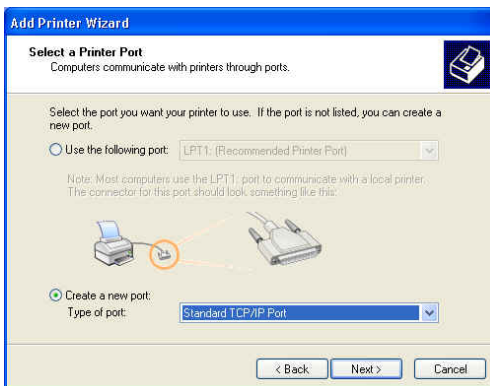 Add Printer Wizard
Select a Printer Port
Computers communicate with printers through ports.
Select the port you want your printer to use. If the port is not listed, you can create a
new port.
Use the following port:
LPT1: (Recommended Printer Port)
Note: Most computers use the LPT1: port to communicate with a local printer.
The connector for this port should look something like this:
Create a new port:
Type of port:
Standard TCP/IP Port
< Back
Next >
Cancel